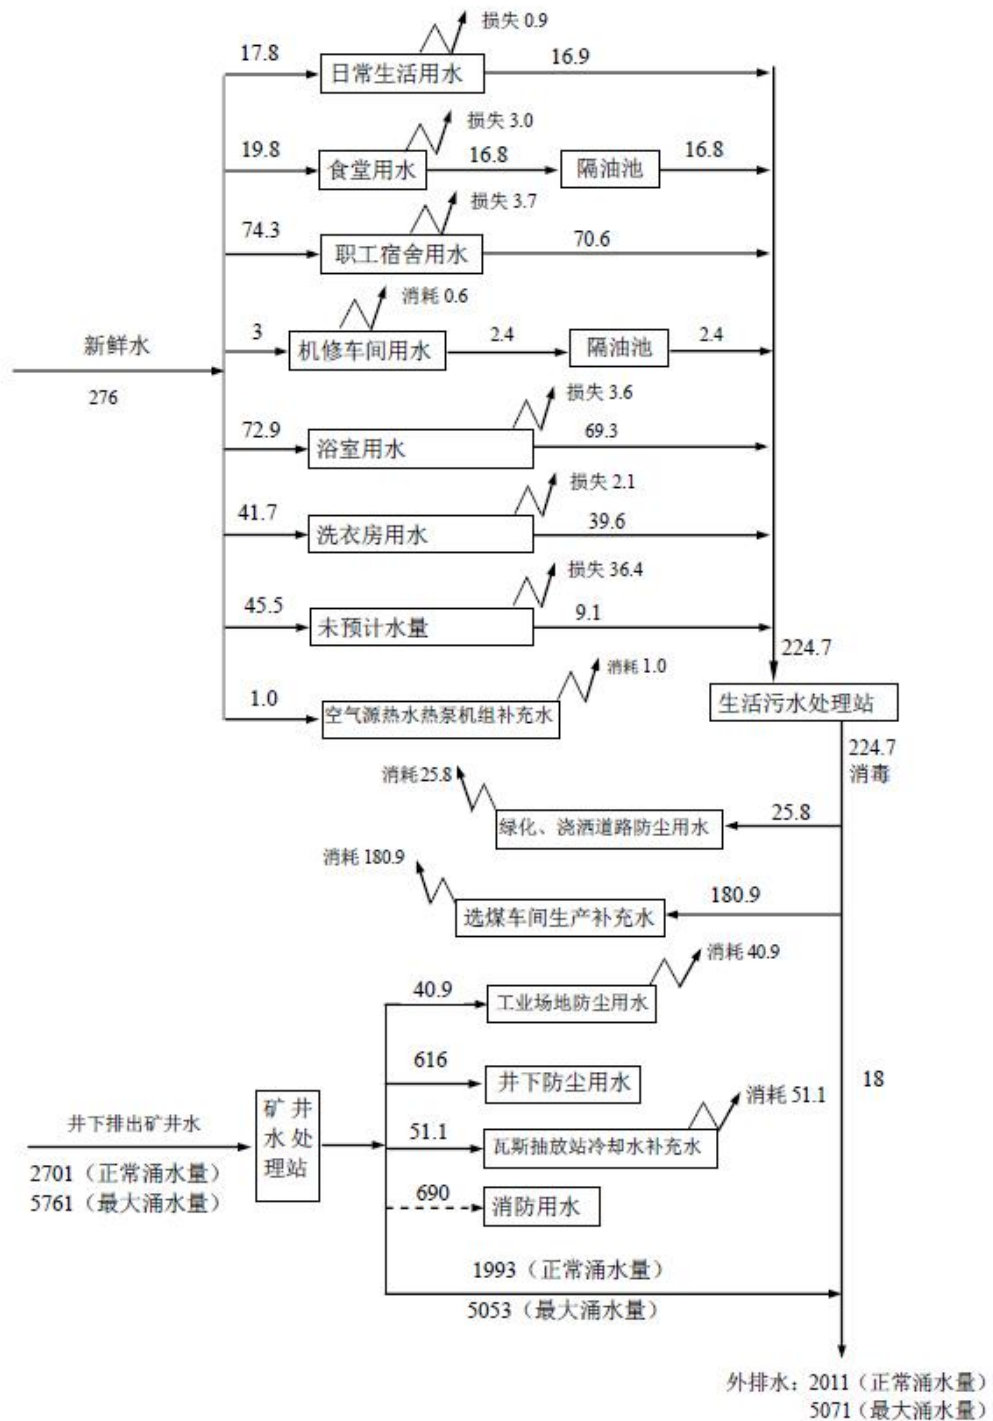 损失 0.9
17.8
日常生活用水
16.9
损失 3.0
19.8
食堂用水
16.8
隔油池
16.8
损失 3.7
74.3
职工宿舍用水
70.6
消耗 0.6
新鲜水
276
3
机修车间用水
2.4
隔油池
2.4
损失 3.6
72.9
浴室用水
69.3
损失 2.1
41.7
洗衣房用水
39.6
损失 36.4
45.5
未预计水量
9.1
224.7
消耗 1.0
1.0
空气源热水热泵机组补充水
生活污水处理站
224.7
消毒
消耗 25.8
绿化、浇洒道路防尘用水
25.8
消耗 180.9
选煤车间生产补充水
180.9
消耗 40.9
40.9
工业场地防尘用水
616
井下防尘用水
18
井下排出矿井水
2701（正常涌水量）
5761（最大涌水量）
矿 井
水 处
理站
消耗 51.1
51.1
瓦斯抽放站冷却水补充水
690
消防用水
1993（正常涌水量）
5053（最大涌水量）
外排水：2011（正常涌水量）
5071（最大涌水量）